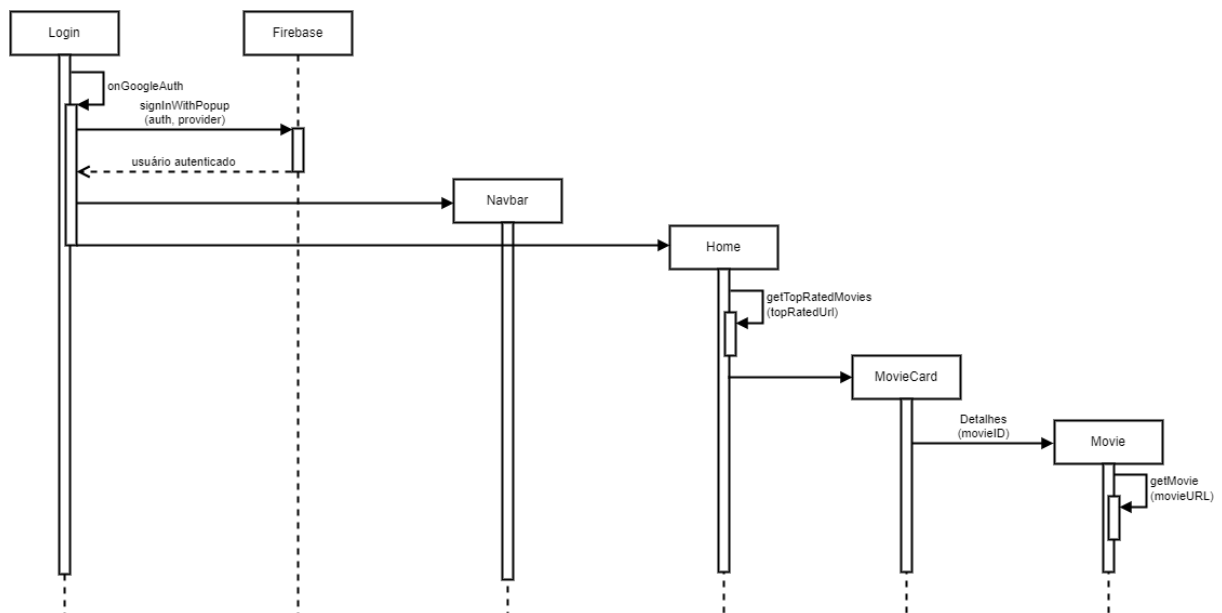 Login
Firebase
onGoogleAuth
signInWithPopup
(auth, provider)
usuário autenticado
Navbar
Home
getTopRatedMovies
(topRatedUrl)
MovieCard
Detalhes
(movieID)
Movie
getMovie
(movieURL)